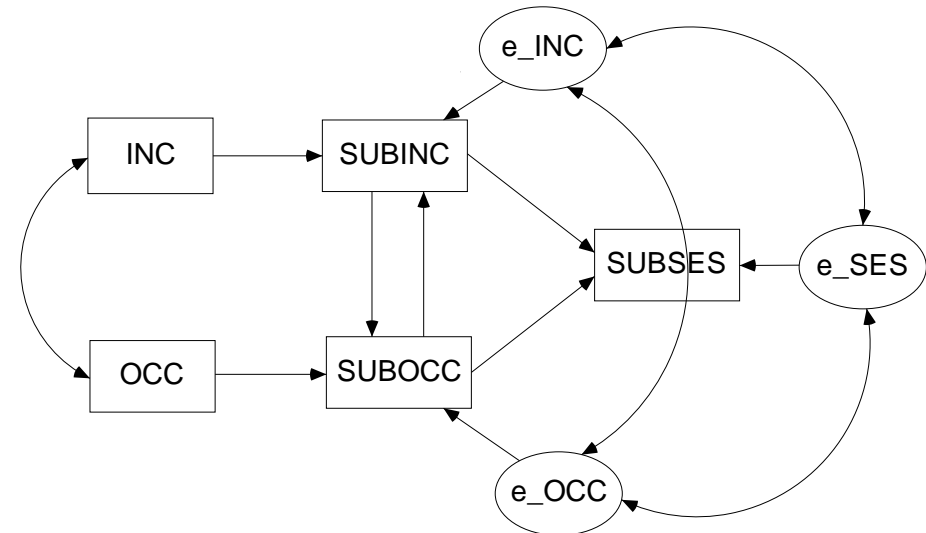 e_INC
INC
SUBINC
SUBSES
e_SES
OCC
SUBOCC
e_OCC